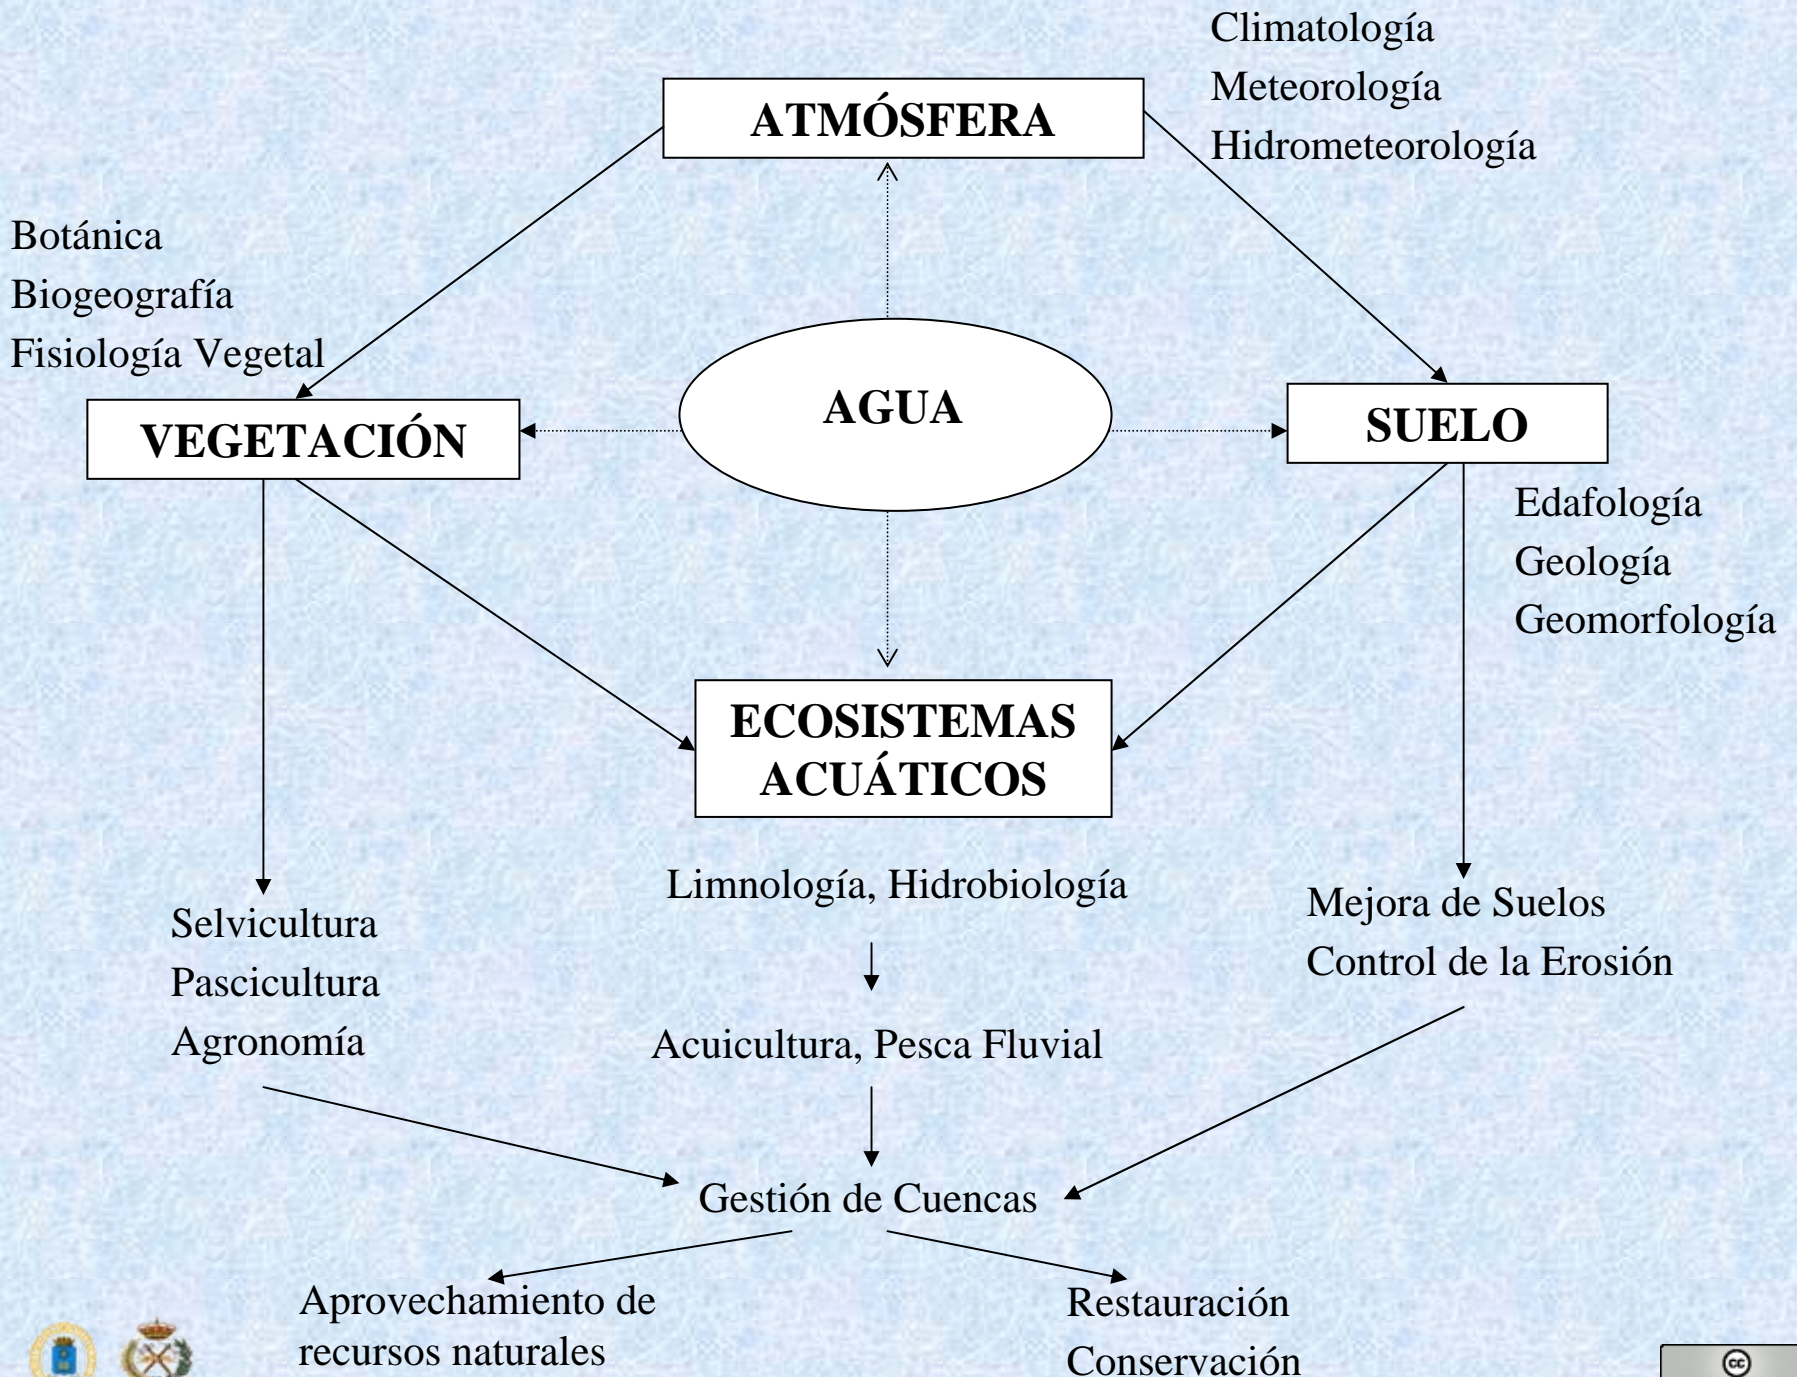 Climatología
Meteorología
Hidrometeorología
ATMÓSFERA
Botánica
Biogeografía
Fisiología Vegetal
AGUA
VEGETACIÓN
SUELO
Edafología
Geología
Geomorfología
ECOSISTEMAS
ACUÁTICOS
Limnología, Hidrobiología
Selvicultura
Pascicultura
Agronomía
Mejora de Suelos
Control de la Erosión
Acuicultura, Pesca Fluvial
Gestión de Cuencas
Aprovechamiento de
recursos naturales
Restauración
Conservación
cc